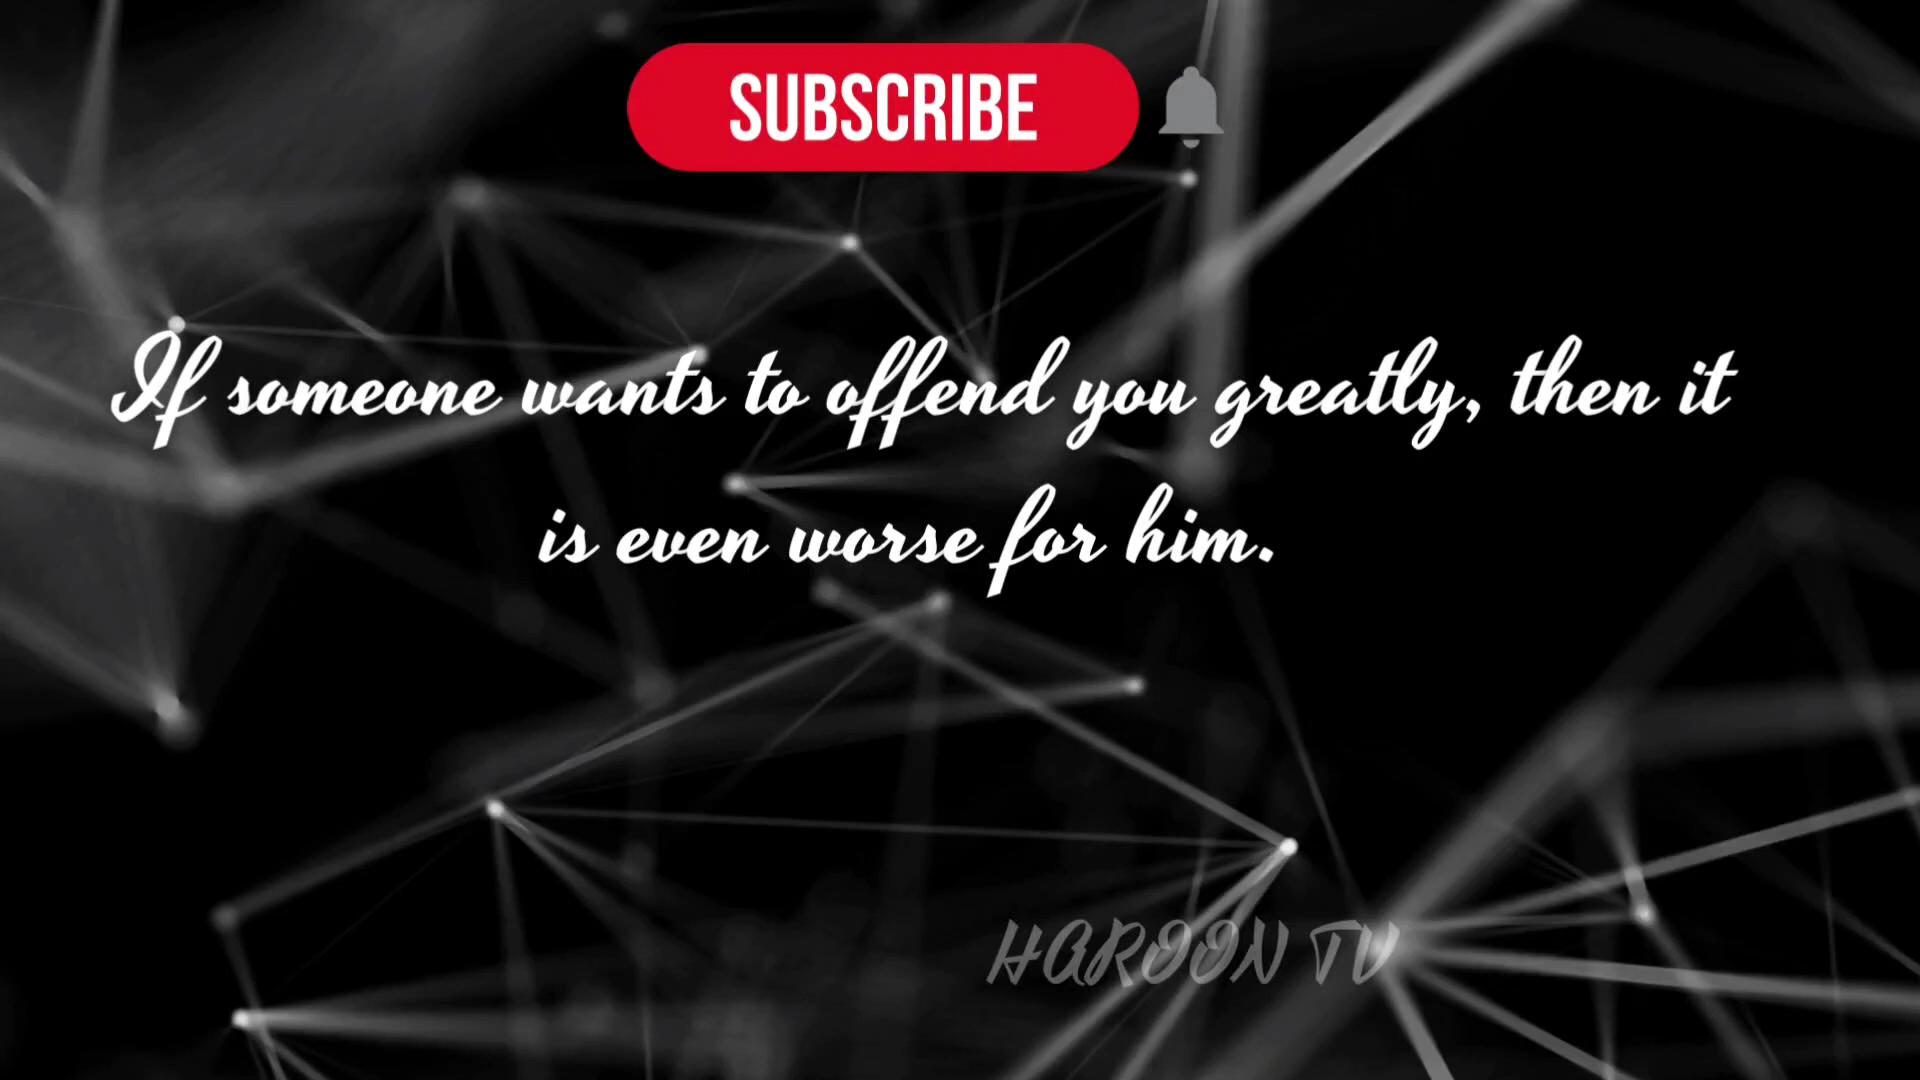 SUBSCRIBE
If someone wants to offend you greatly, then it
is even worse for him.
HAROON TV